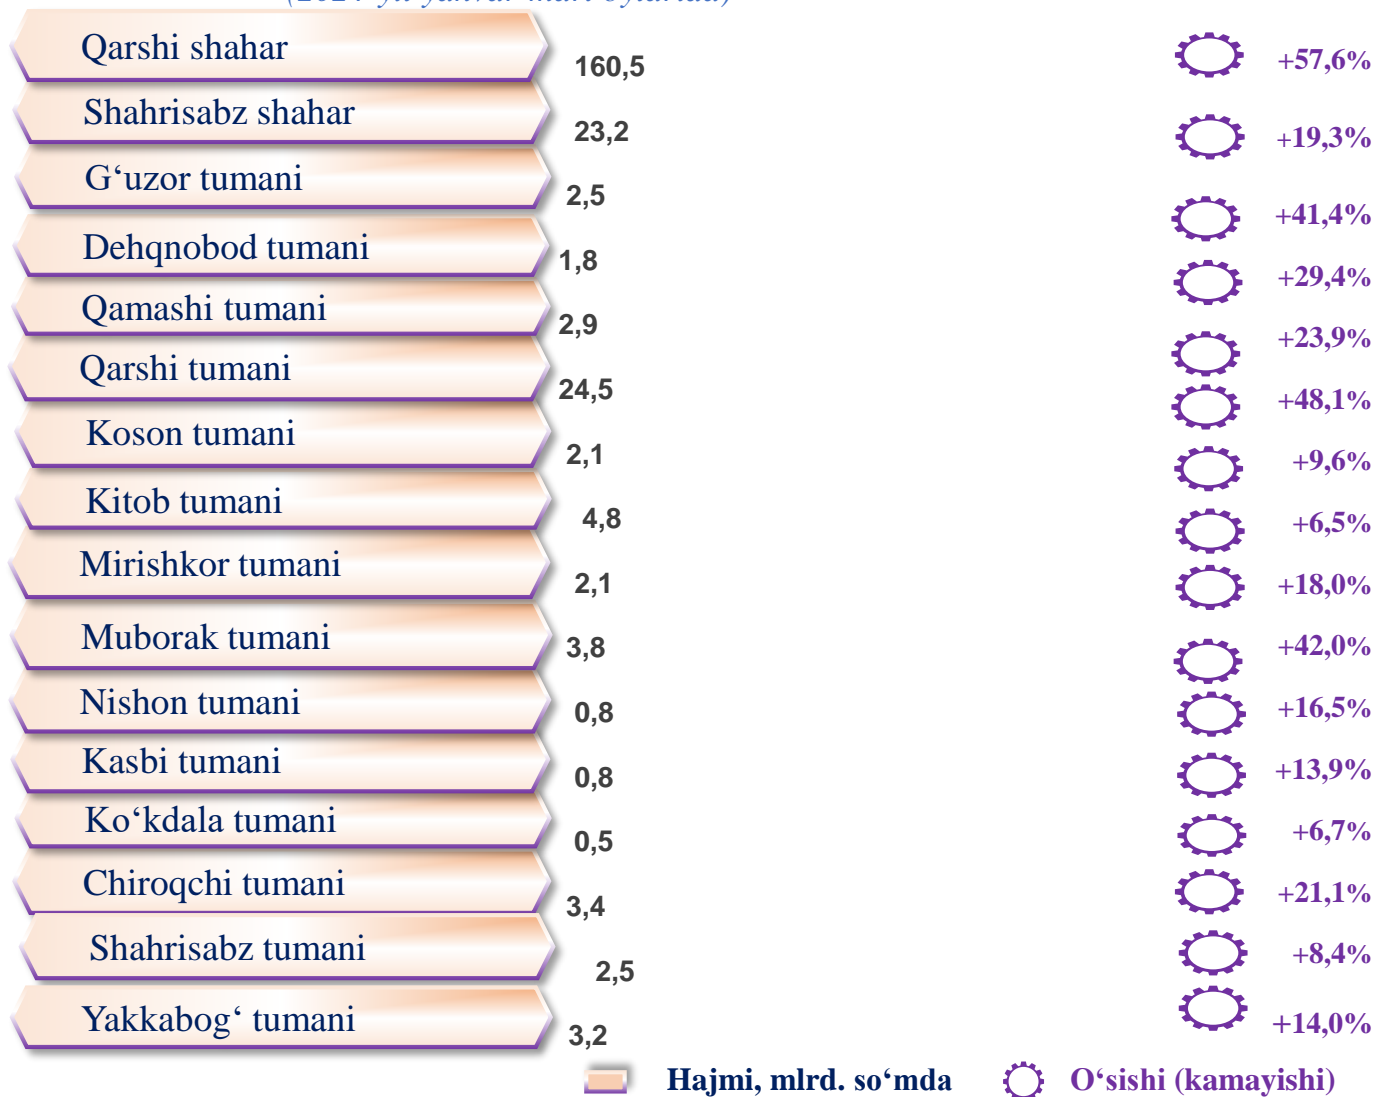 Qarshi shahar 160,5 +57,6%
Shahrisabz shahar 23,2 +19,3%
G‘uzor tumani 2,5 +41,4%
Dehqnobod tumani 1,8 +29,4%
Qamashi tumani 2,9 +23,9%
Qarshi tumani 24,5 +48,1%
Koson tumani 2,1 +9,6%
Kitob tumani 4,8 +6,5%
Mirishkor tumani 2,1 +18,0%
Muborak tumani 3,8 +42,0%
Nishon tumani 0,8 +16,5%
Kasbi tumani 0,8 +13,9%
Ko‘kdala tumani 0,5 +6,7%
Chiroqchi tumani 3,4 +21,1%
Shahrisabz tumani 2,5 +8,4%
Yakkabog‘ tumani 3,2 +14,0%
Hajmi, mlrd. so‘mda O‘sishi (kamayishi)